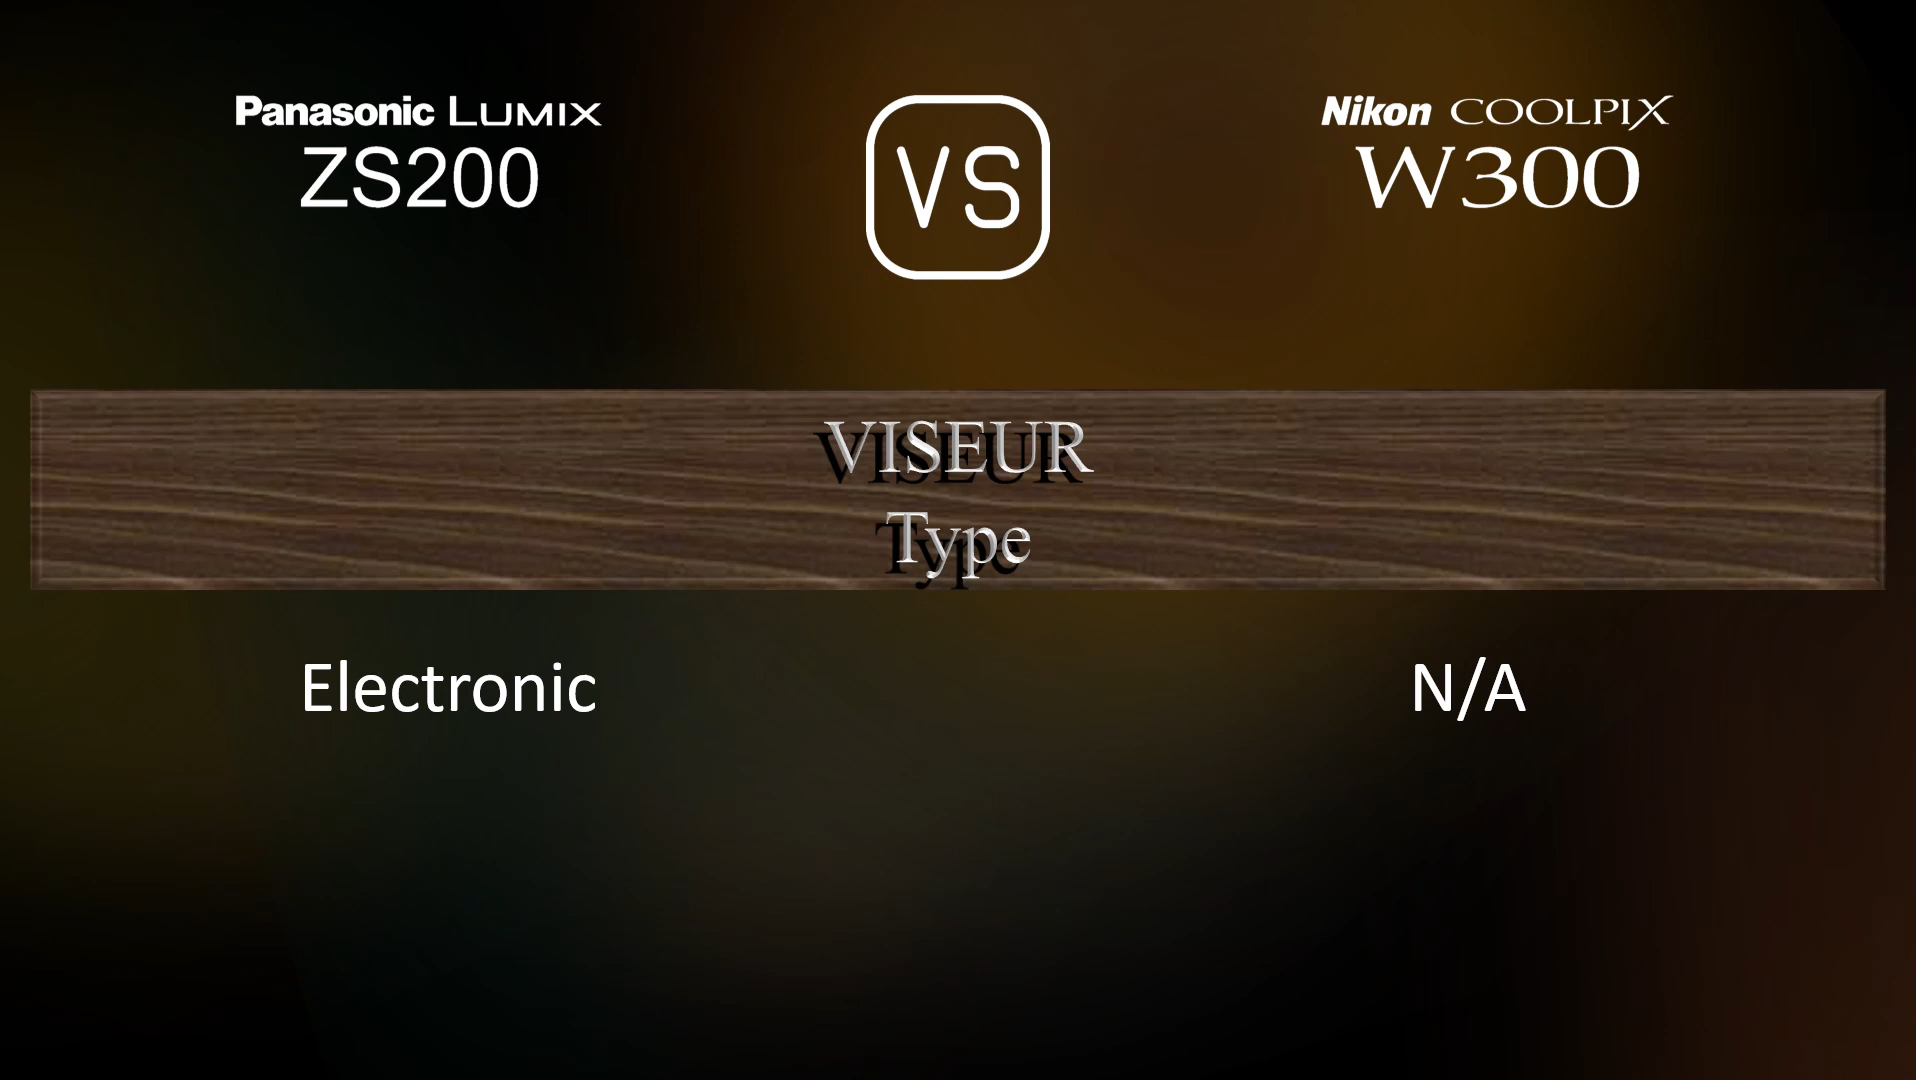 Panasonic LUMIX
ZS200
VS
Nikon COOLPIX
W300
VISEUR
Type
Electronic
N/A